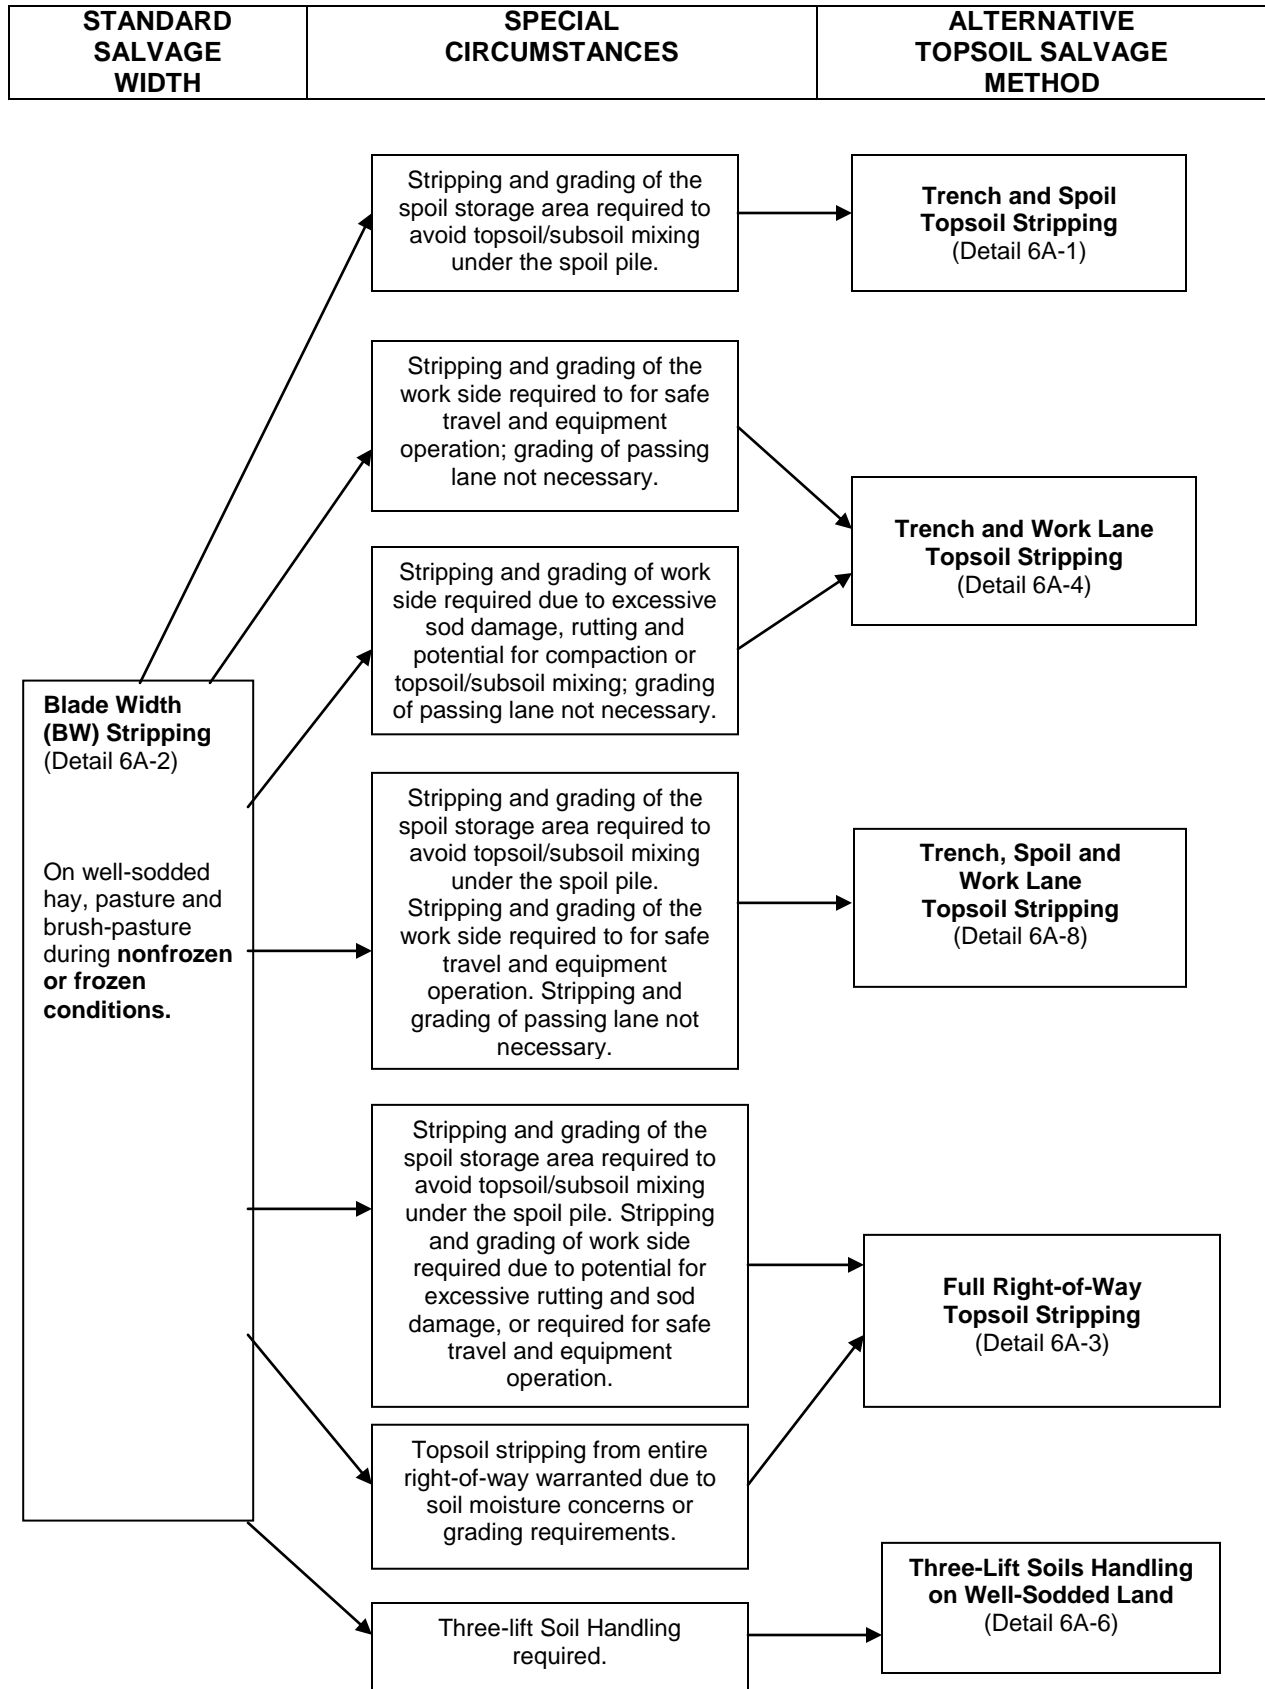 STANDARD
SALVAGE
WIDTH
SPECIAL
CIRCUMSTANCES
ALTERNATIVE
TOPSOIL SALVAGE
METHOD
Stripping and grading of the
spoil storage area required to
avoid topsoil/subsoil mixing
under the spoil pile.
Trench and Spoil
Topsoil Stripping
(Detail 6A-1)
Stripping and grading of the
work side required to for safe
travel and equipment
operation; grading of passing
lane not necessary.
Trench and Work Lane
Topsoil Stripping
(Detail 6A-4)
Stripping and grading of work
side required due to excessive
sod damage, rutting and
potential for compaction or
topsoil/subsoil mixing; grading
of passing lane not necessary.
Blade Width
(BW) Stripping
(Detail 6A-2)
On well-sodded
hay, pasture and
brush-pasture
during nonfrozen
or frozen
conditions.
Stripping and grading of the
spoil storage area required to
avoid topsoil/subsoil mixing
under the spoil pile.
Stripping and grading of the
work side required to for safe
travel and equipment
operation. Stripping and
grading of passing lane not
necessary.
Trench, Spoil and
Work Lane
Topsoil Stripping
(Detail 6A-8)
Stripping and grading of the
spoil storage area required to
avoid topsoil/subsoil mixing
under the spoil pile. Stripping
and grading of work side
required due to potential for
excessive rutting and sod
damage, or required for safe
travel and equipment
operation.
Full Right-of-Way
Topsoil Stripping
(Detail 6A-3)
Topsoil stripping from entire
right-of-way warranted due to
soil moisture concerns or
grading requirements.
Three-Lift Soils Handling
on Well-Sodded Land
(Detail 6A-6)
Three-lift Soil Handling
required.